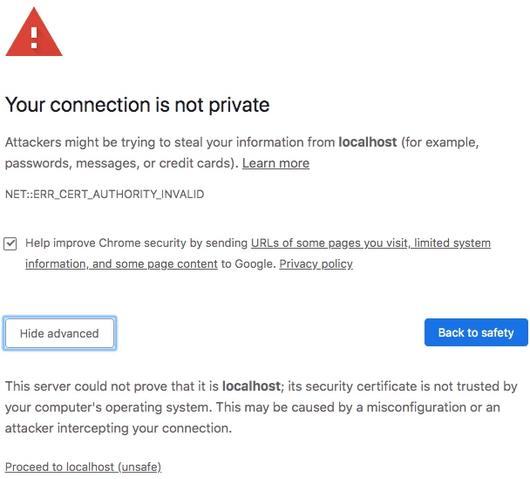 Your connection is not private
Attackers might be trying to steal your information from localhost (for example,
passwords, messages, or credit cards). Learn more
NET::ERR_CERT_AUTHORITY_INVALID
Help improve Chrome security by sending URLs of some pages you visit, limited system
information, and some page content to Google. Privacy policy
Hide advanced
Back to safety
This server could not prove that it is localhost; its security certificate is not trusted by
your computer's operating system. This may be caused by a misconfiguration or an
attacker intercepting your connection.
Proceed to localhost (unsafe)